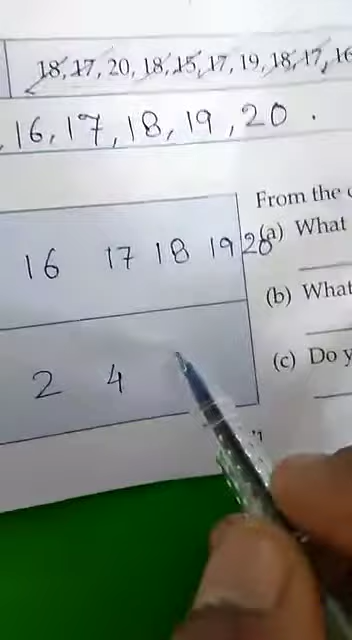 18, 17, 20, 18, 15, 17, 19, 18, 17, 16
, 16, 17, 18, 19, 20 .
From the
16 17 18 19 20
(a) What
(b) What
2 4
(c) Do y